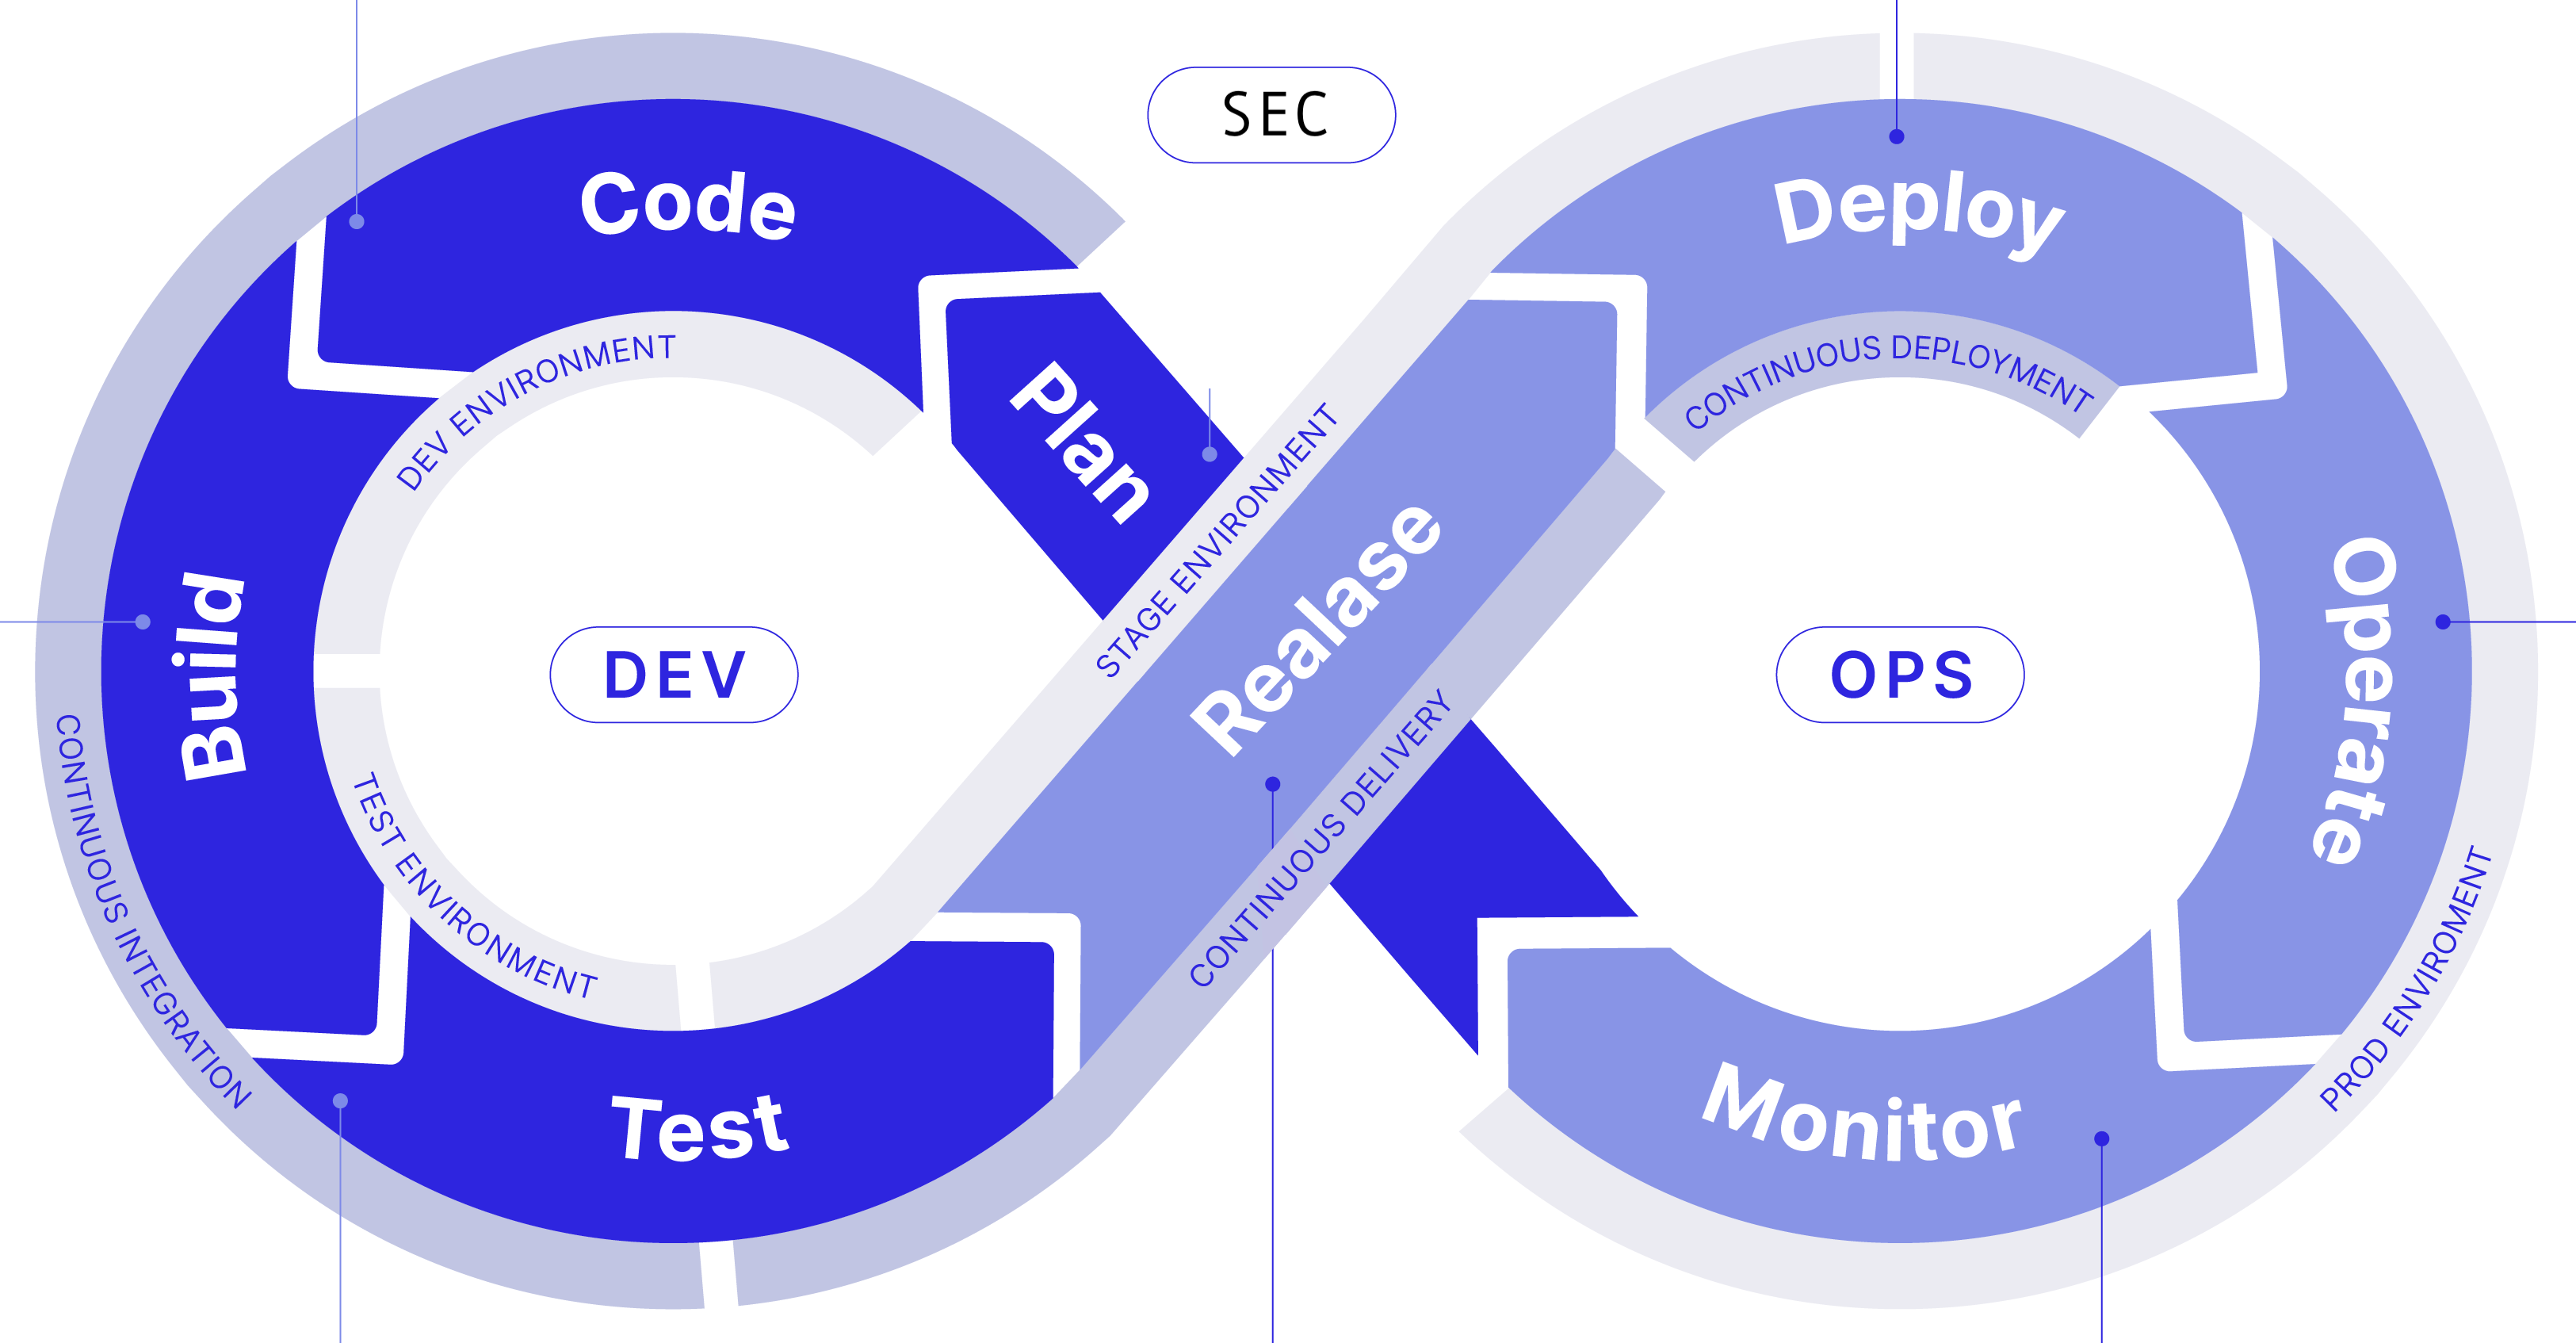 SEC
Code
Deploy
DEV ENVIRONMENT
CONTINUOUS DEPLOYMENT
Plan
STAGE ENVIRONMENT
Realase
Build
DEV
OPS
Operate
CONTINUOUS INTEGRATION
TEST ENVIRONMENT
CONTINUOUS DELIVERY
PROD ENVIROMENT
Test
Monitor